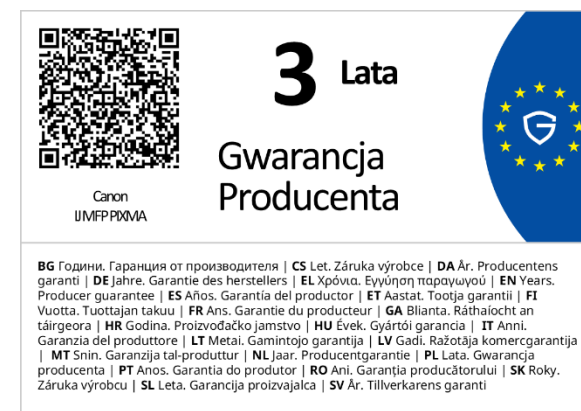 3 Lata
Gwarancja
Producenta
Canon
IJ MFP PIXMA
BG Години. Гаранция от производителя | CS Let. Záruka výrobce | DA År. Producentens
garanti | DE Jahre. Garantie des herstellers | EL Χρόνια. Εγγύηση παραγωγού | EN Years.
Producer guarantee | ES Años. Garantía del productor | ET Aastat. Tootja garantii | FI
Vuotta. Tuottajan takuu | FR Ans. Garantie du producteur | GA Blianta. Ráthaíocht an
táirgeora | HR Godina. Proizvođačko jamstvo | HU Évek. Gyártói garancia | IT Anni.
Garanzia del produttore | LT Metai. Gamintojo garantija | LV Gadi. Ražotāja komercgarantija
| MT Snin. Garanzija tal-produttur | NL Jaar. Producentgarantie | PL Lata. Gwarancja
producenta | PT Anos. Garantia do produtor | RO Ani. Garanția producătorului | SK Roky.
Záruka výrobcu | SL Leta. Garancija proizvajalca | SV År. Tillverkarens garanti